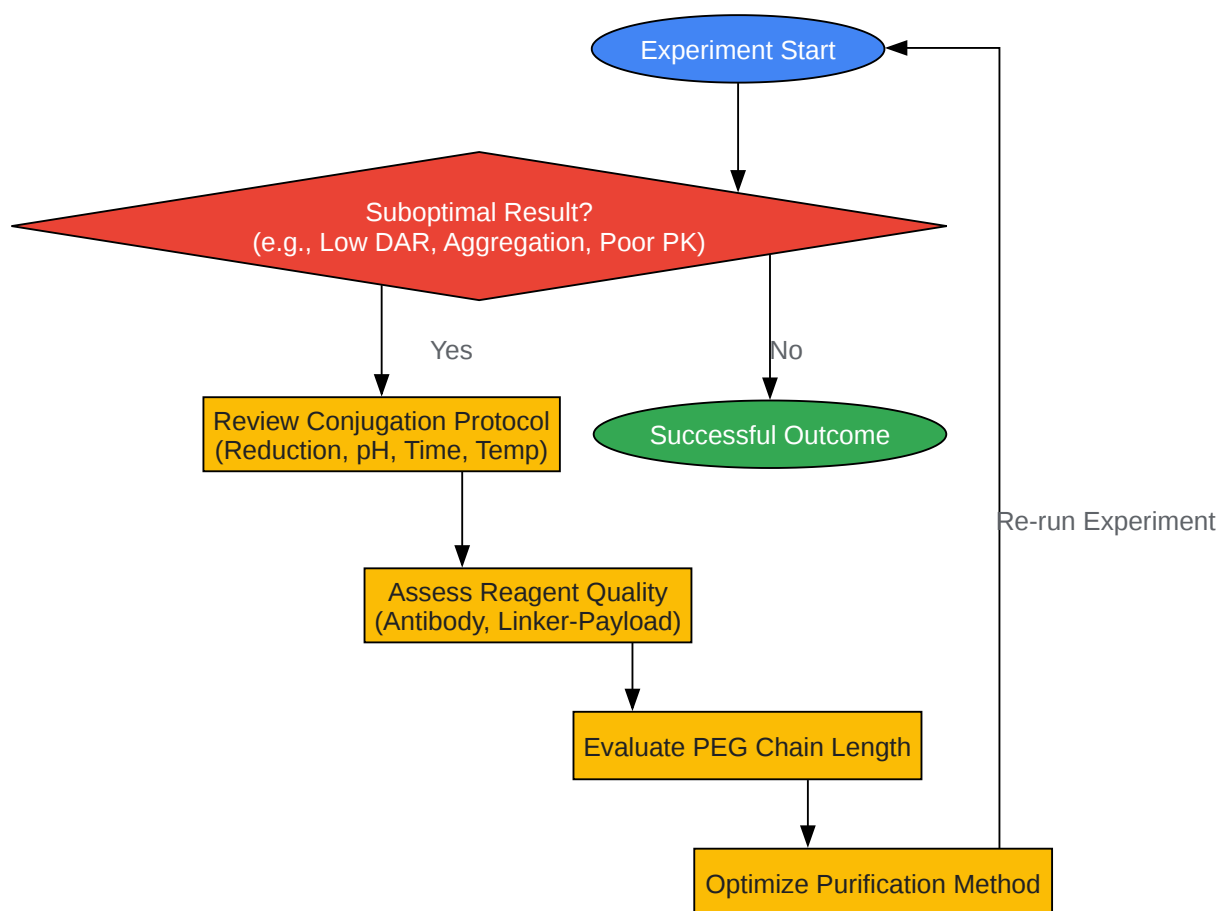 Experiment Start
Suboptimal Result?
(e.g., Low DAR, Aggregation, Poor PK)
Yes
No
Review Conjugation Protocol
(Reduction, pH, Time, Temp)
Successful Outcome
Re-run Experiment
Assess Reagent Quality
(Antibody, Linker-Payload)
Evaluate PEG Chain Length
Optimize Purification Method